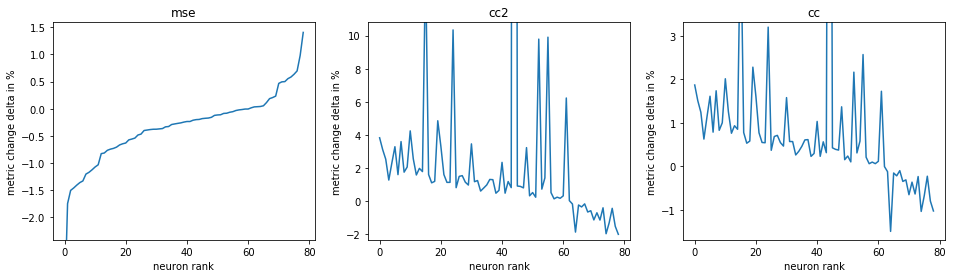 mse
metric change delta in %
1.5
1.0
0.5
0.0
−0.5
−1.0
−1.5
−2.0
0 20 40 60 80
neuron rank
cc2
metric change delta in %
10
8
6
4
2
0
−2
0 20 40 60 80
neuron rank
cc
metric change delta in %
3
2
1
0
−1
0 20 40 60 80
neuron rank